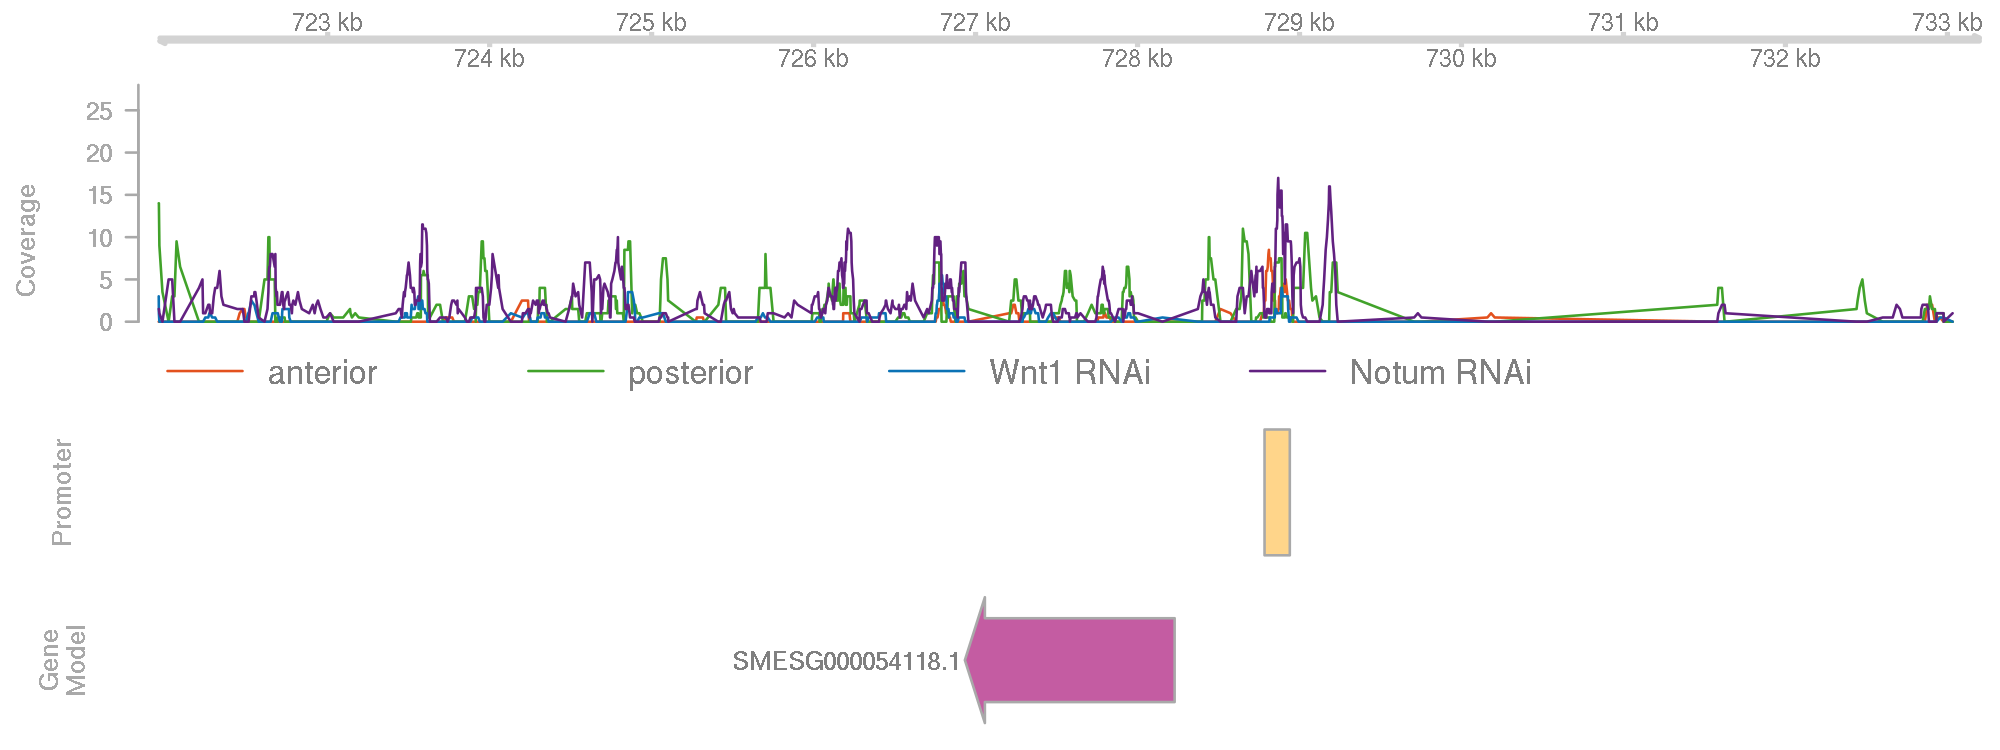 723 kb 725 kb 727 kb 729 kb 731 kb 733 kb
724 kb 726 kb 728 kb 730 kb 732 kb
Coverage
25
20
15
10
5
0
anterior posterior Wnt1 RNAi Notum RNAi
Promoter
Gene
Model
SMESG000054118.1